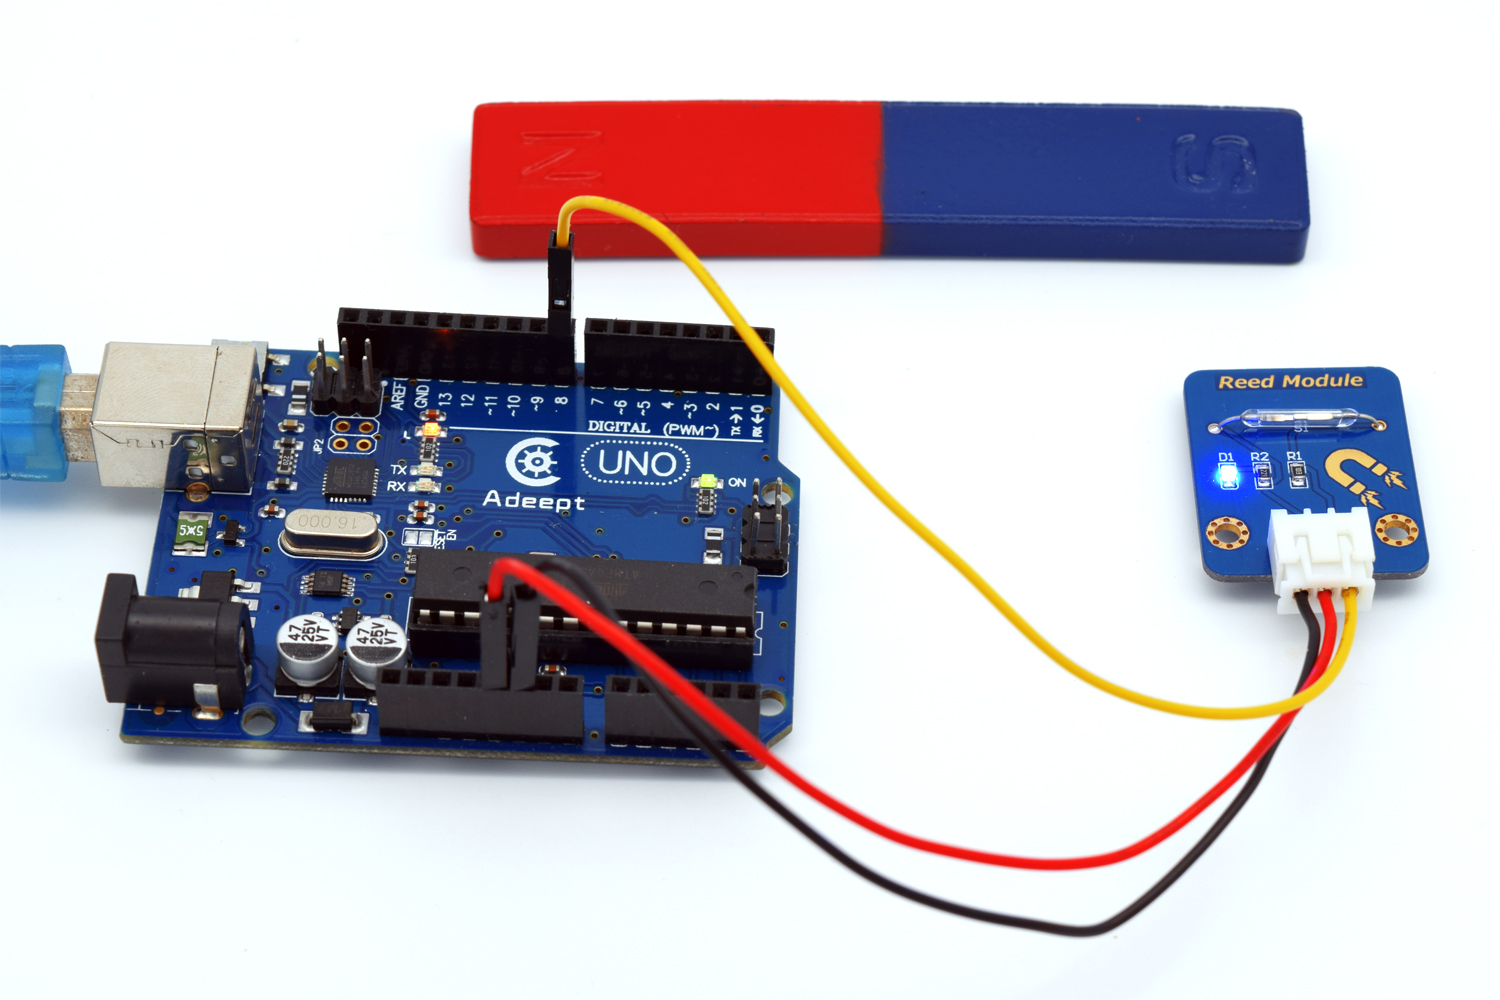 N
S
AREF
GND
13
12
~11
~10
~9
8
7
~6
~5
4
~3
2
TX→1
RX←0
DIGITAL (PWM~)
L
TX
RX
JP2
UNO
ON
Adeept
16.000
47
25V
VT
47
25V
VT
Reed Module
D1 R2 R1